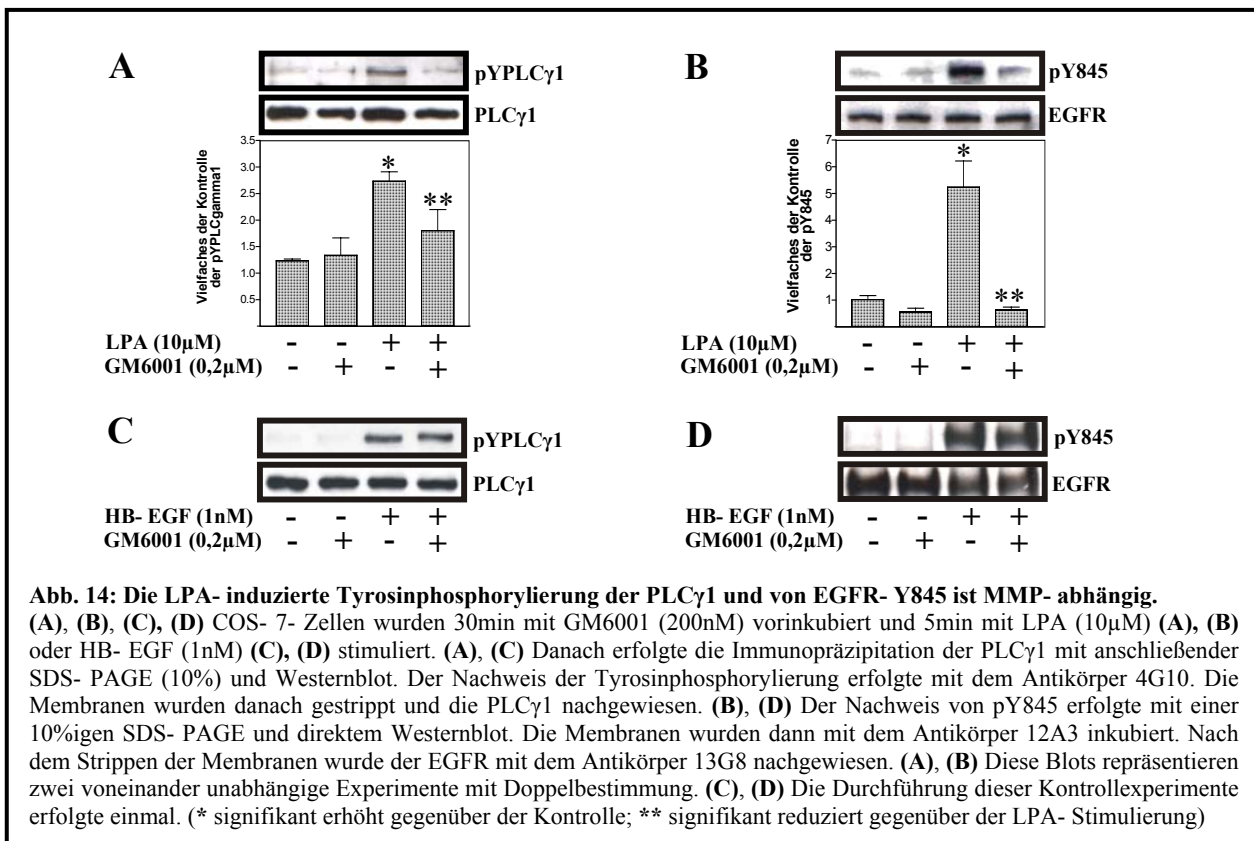 A
pYPLCγ1
PLCγ1
Vielfaches der Kontrolle
der pYPLCgamma1
3.5
3.0
2.5
2.0
1.5
1.0
0.5
*
**
LPA (10µM) - - + +
GM6001 (0,2µM) - + - +
B
pY845
EGFR
Vielfaches der Kontrolle
der pY845
7
6
5
4
3
2
1
*
**
LPA (10µM) - - + +
GM6001 (0,2µM) - + - +
C
pYPLCγ1
PLCγ1
HB- EGF (1nM) - - + +
GM6001 (0,2µM) - + - +
D
pY845
EGFR
HB- EGF (1nM) - - + +
GM6001 (0,2µM) - + - +
Abb. 14: Die LPA- induzierte Tyrosinphosphorylierung der PLCγ1 und von EGFR- Y845 ist MMP- abhängig.
(A), (B), (C), (D) COS- 7- Zellen wurden 30min mit GM6001 (200nM) vorinkubiert und 5min mit LPA (10µM) (A), (B)
oder HB- EGF (1nM) (C), (D) stimuliert. (A), (C) Danach erfolgte die Immunopräzipitation der PLCγ1 mit anschließender
SDS- PAGE (10%) und Westernblot. Der Nachweis der Tyrosinphosphorylierung erfolgte mit dem Antikörper 4G10. Die
Membranen wurden danach gestrippt und die PLCγ1 nachgewiesen. (B), (D) Der Nachweis von pY845 erfolgte mit einer
10%igen SDS- PAGE und direktem Westernblot. Die Membranen wurden dann mit dem Antikörper 12A3 inkubiert. Nach
dem Strippen der Membranen wurde der EGFR mit dem Antikörper 13G8 nachgewiesen. (A), (B) Diese Blots repräsentieren
zwei voneinander unabhängige Experimente mit Doppelbestimmung. (C), (D) Die Durchführung dieser Kontrollexperimente
erfolgte einmal. (* signifikant erhöht gegenüber der Kontrolle; ** signifikant reduziert gegenüber der LPA- Stimulierung)